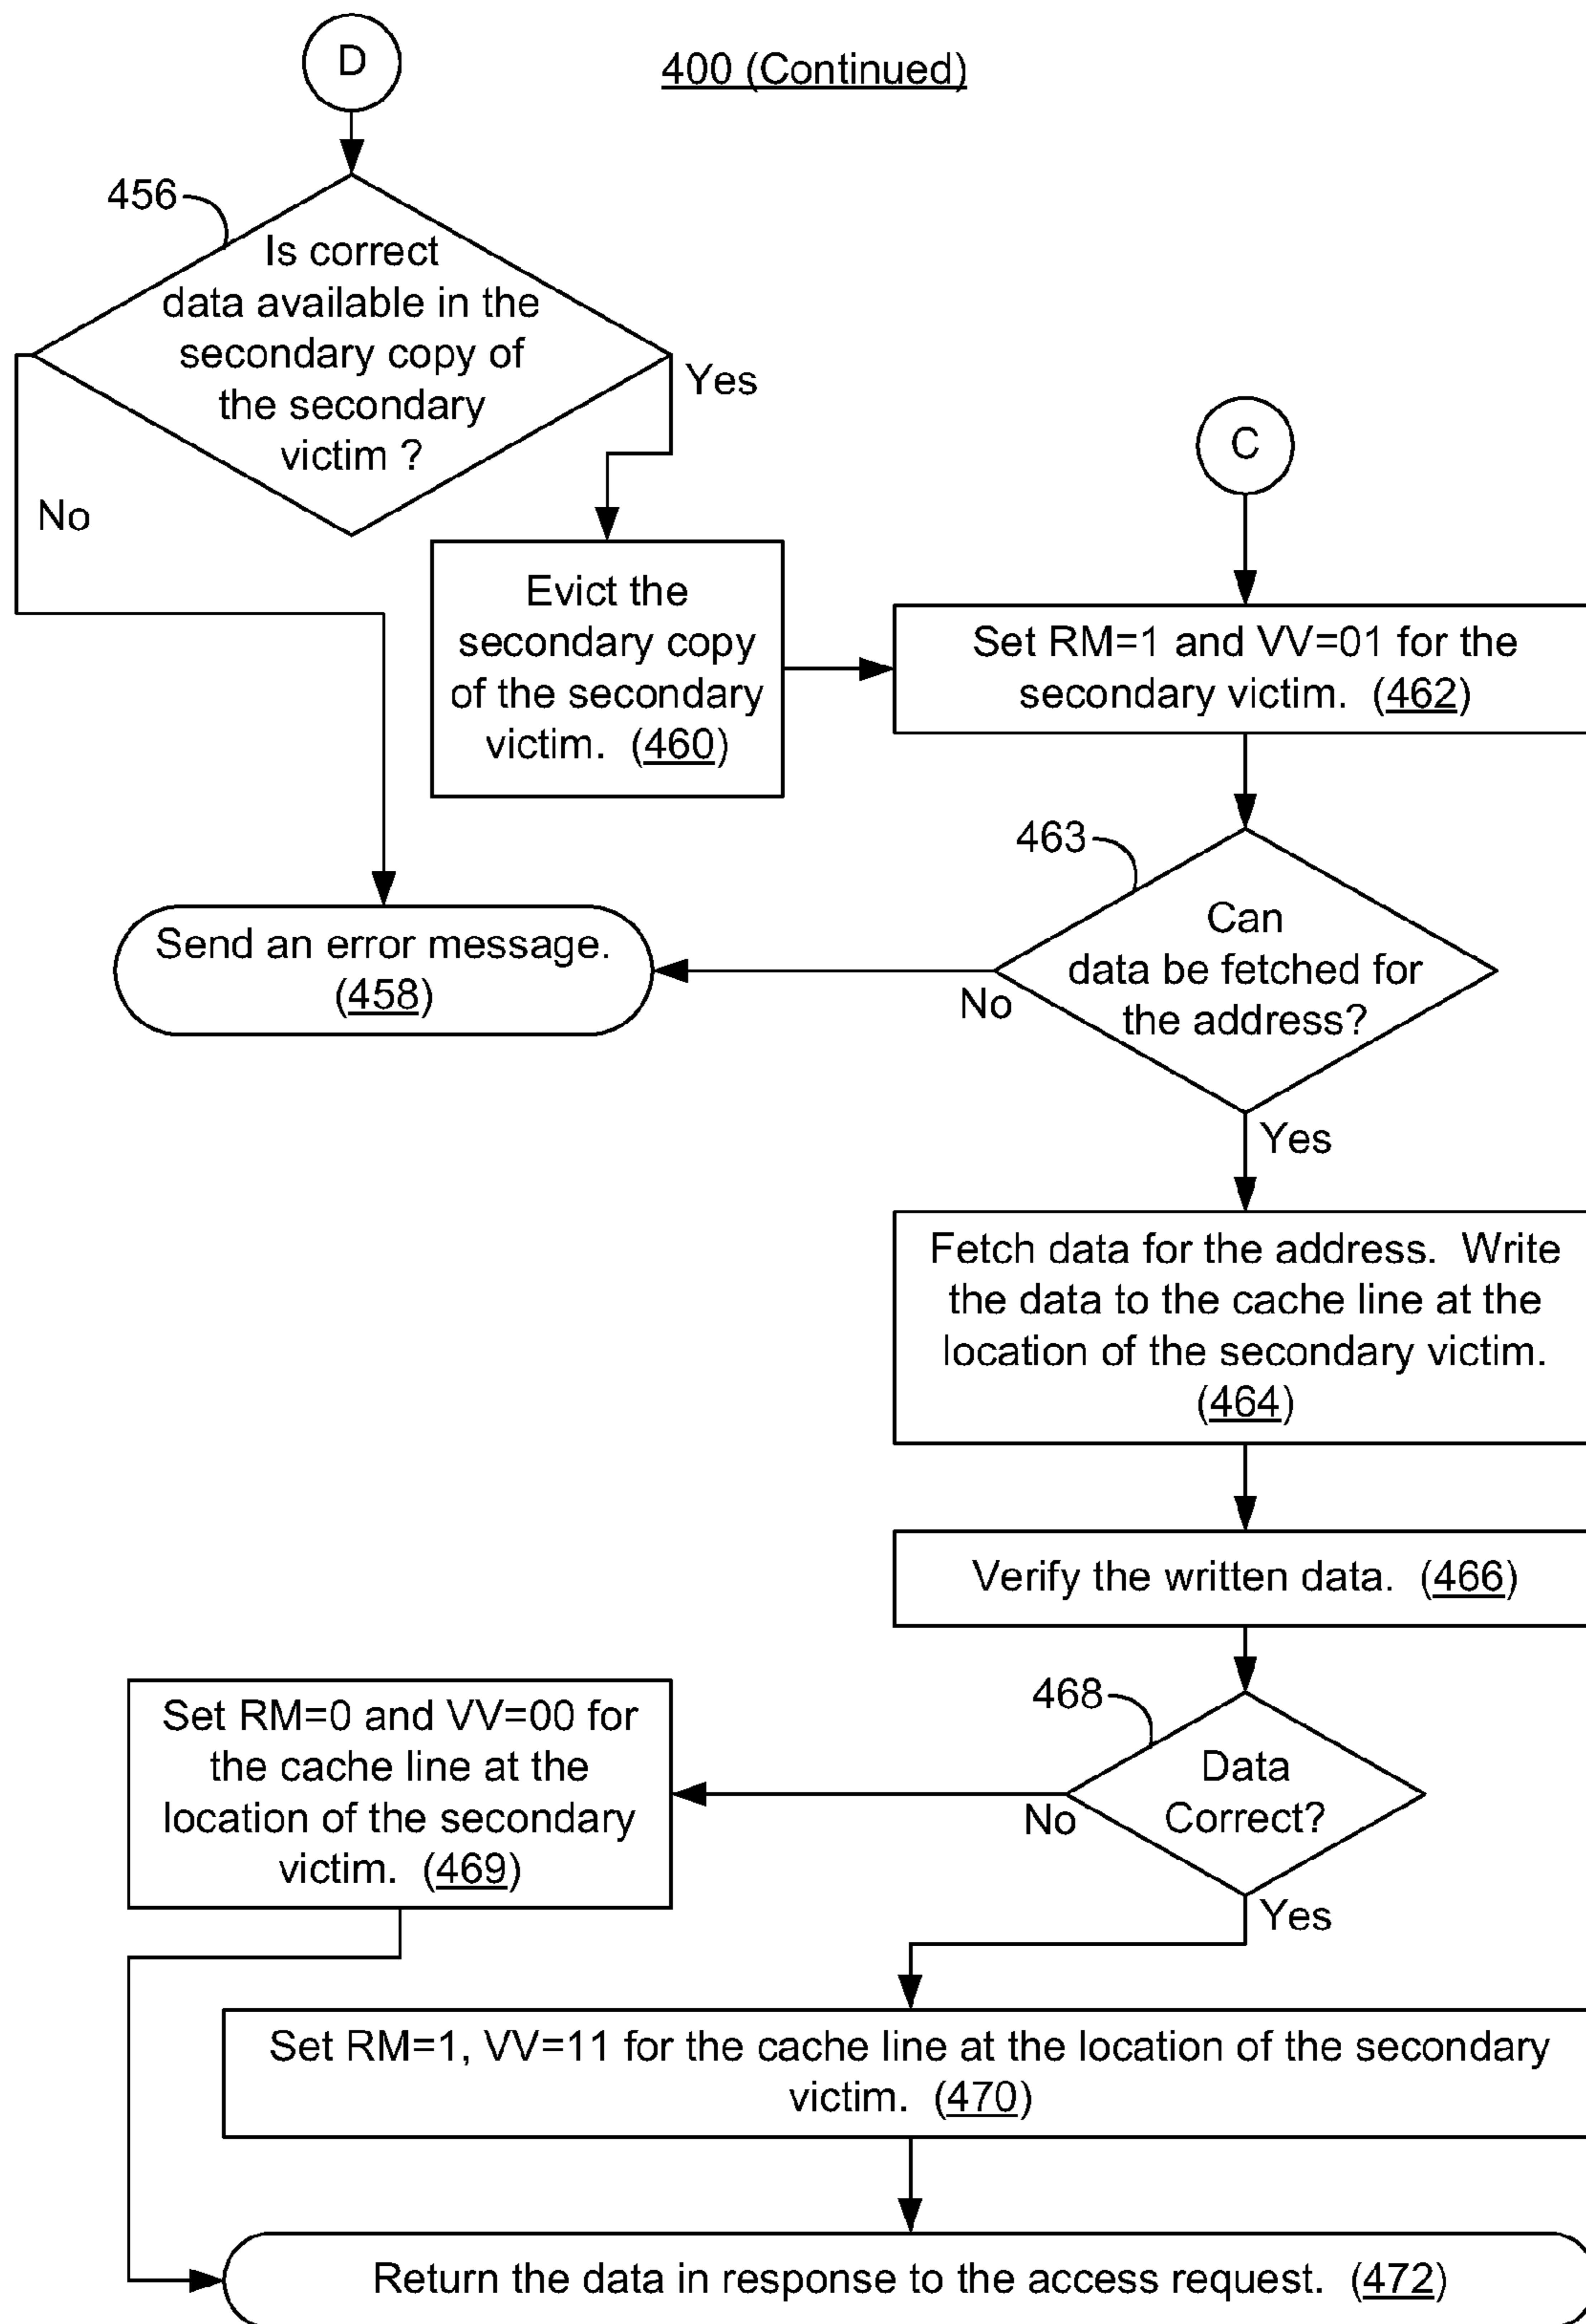 D
400 (Continued)
456
Is correct
data available in the
secondary copy of
the secondary
victim ?
Yes
No
C
Evict the
secondary copy
of the secondary
victim. (460)
Set RM=1 and VV=01 for the
secondary victim. (462)
463
Can
data be fetched for
the address?
No
Yes
Send an error message.
(458)
Fetch data for the address. Write
the data to the cache line at the
location of the secondary victim.
(464)
Verify the written data. (466)
468
Data
Correct?
No
Yes
Set RM=0 and VV=00 for
the cache line at the
location of the secondary
victim. (469)
Set RM=1, VV=11 for the cache line at the location of the secondary
victim. (470)
Return the data in response to the access request. (472)